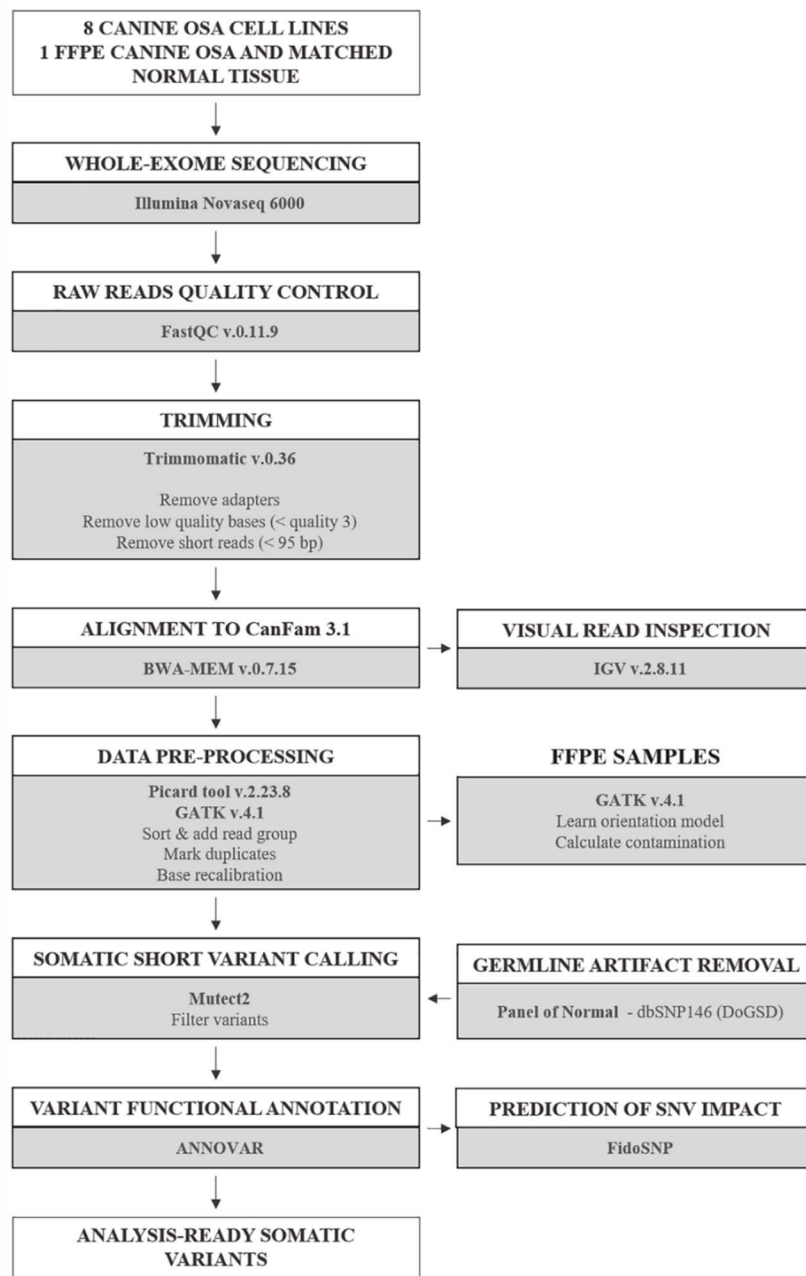 8 CANINE OSA CELL LINES
1 FFPE CANINE OSA AND MATCHED
NORMAL TISSUE
WHOLE-EXOME SEQUENCING
Illumina Novaseq 6000
RAW READS QUALITY CONTROL
FastQC v.0.11.9
TRIMMING
Trimmomatic v.0.36
Remove adapters
Remove low quality bases (< quality 3)
Remove short reads (< 95 bp)
ALIGNMENT TO CanFam 3.1
BWA-MEM v.0.7.15
VISUAL READ INSPECTION
IGV v.2.8.11
DATA PRE-PROCESSING
Picard tool v.2.23.8
GATK v.4.1
Sort & add read group
Mark duplicates
Base recalibration
FFPE SAMPLES
GATK v.4.1
Learn orientation model
Calculate contamination
SOMATIC SHORT VARIANT CALLING
Mutect2
Filter variants
GERMLINE ARTIFACT REMOVAL
Panel of Normal - dbSNP146 (DoGSD)
VARIANT FUNCTIONAL ANNOTATION
ANNOVAR
PREDICTION OF SNV IMPACT
FidoSNP
ANALYSIS-READY SOMATIC
VARIANTS